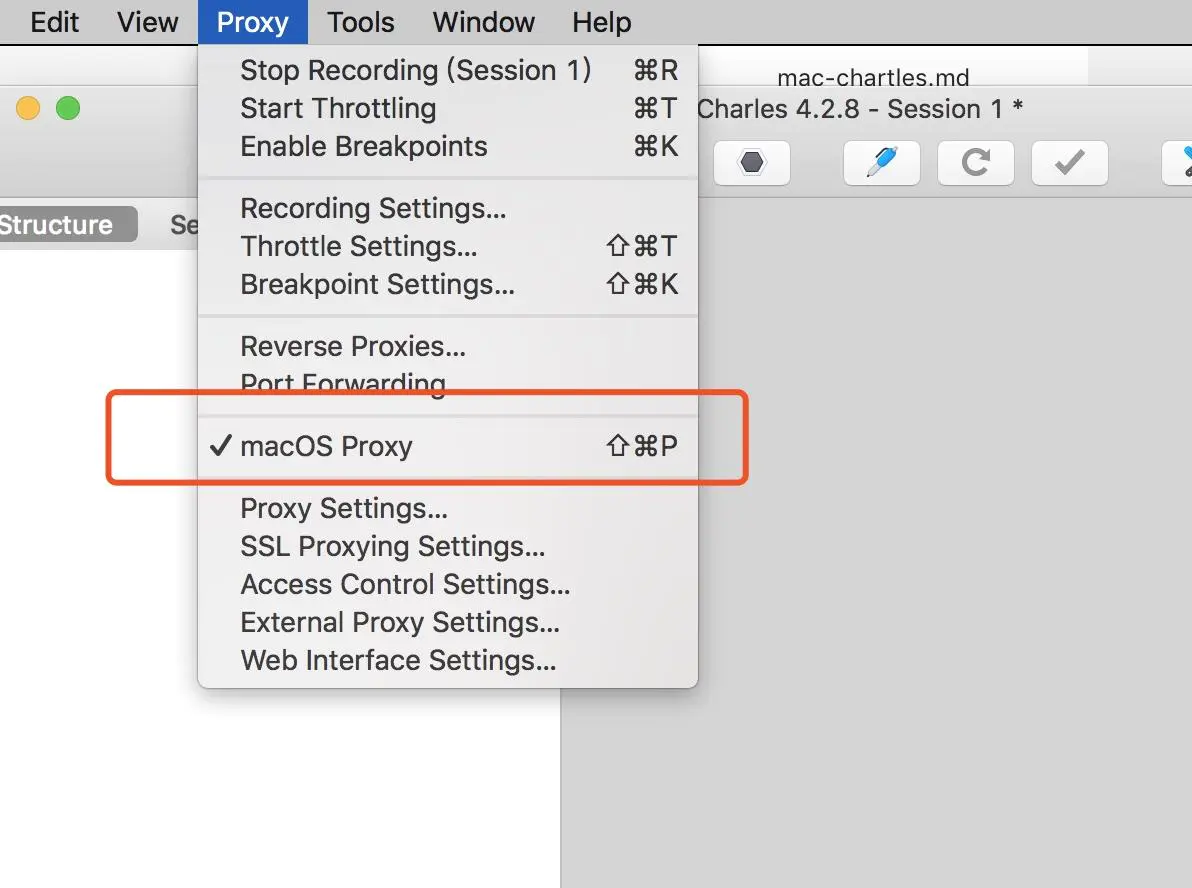 Edit View Proxy Tools Window Help
mac-chartles.md
Charles 4.2.8 - Session 1 *
Structure Se
Stop Recording (Session 1) ⌘R
Start Throttling ⌘T
Enable Breakpoints ⌘K
Recording Settings...
Throttle Settings... ⇧⌘T
Breakpoint Settings... ⇧⌘K
Reverse Proxies...
Port Forwarding
✓ macOS Proxy ⇧⌘P
Proxy Settings...
SSL Proxying Settings...
Access Control Settings...
External Proxy Settings...
Web Interface Settings...